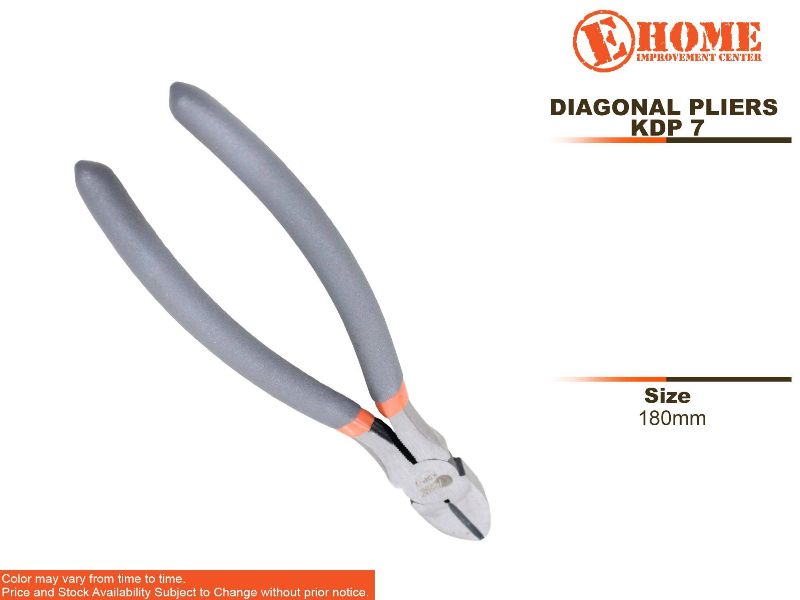 E HOME
IMPROVEMENT CENTER
DIAGONAL PLIERS
KDP 7
Size
180mm
Color may vary from time to time.
Price and Stock Availability Subject to Change without prior notice.